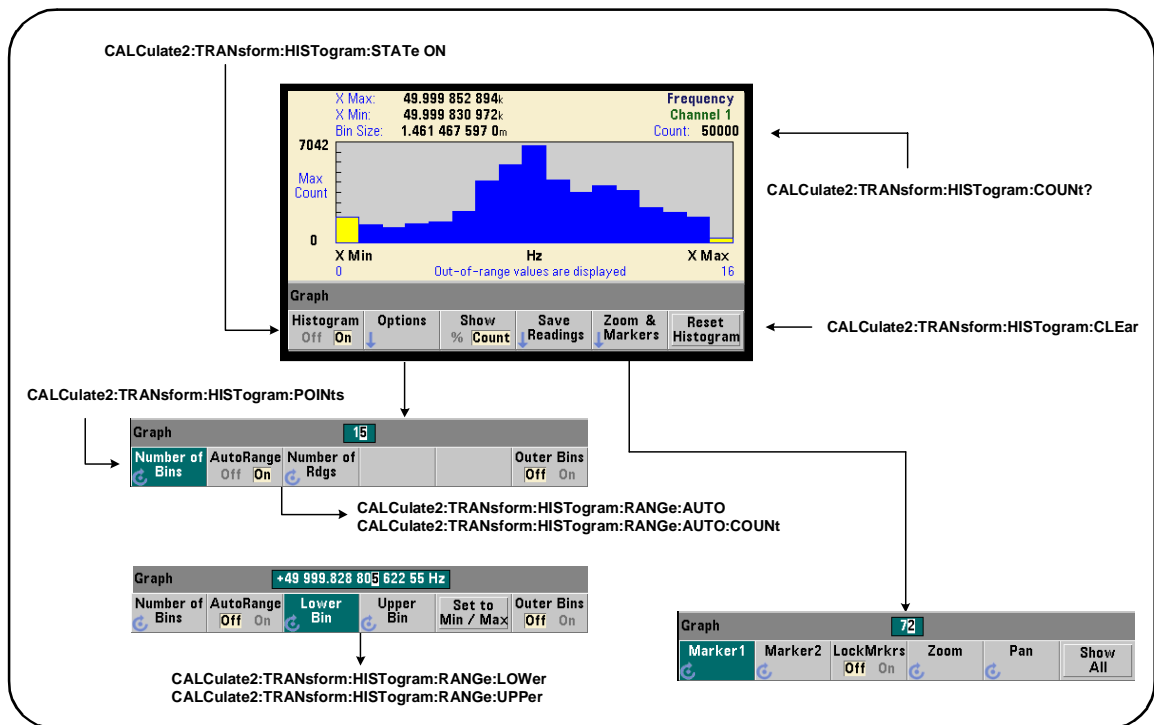 CALCulate2:TRANsform:HISTogram:STATe ON
X Max: 49.999 852 894k Frequency
X Min: 49.999 830 972k Channel 1
Bin Size: 1.461 467 597 0m Count: 50000
7042
Max
Count
0
X Min Hz X Max
0 Out-of-range values are displayed 16
CALCulate2:TRANsform:HISTogram:COUNt?
Graph
Histogram Options Show Save Zoom & Reset
Off On % Count Readings Markers Histogram
CALCulate2:TRANsform:HISTogram:CLEar
CALCulate2:TRANsform:HISTogram:POINts
Graph 15
Number of AutoRange Number of Outer Bins
Bins Off On Rdgs Off On
CALCulate2:TRANsform:HISTogram:RANGe:AUTO
CALCulate2:TRANsform:HISTogram:RANGe:AUTO:COUNt
Graph +49 999.828 805 622 55 Hz
Number of AutoRange Lower Upper Set to Outer Bins
Bins Off On Bin Bin Min / Max Off On
CALCulate2:TRANsform:HISTogram:RANGe:LOWer
CALCulate2:TRANsform:HISTogram:RANGe:UPPer
Graph 72
Marker1 Marker2 LockMrkrs Zoom Pan Show
Off On All